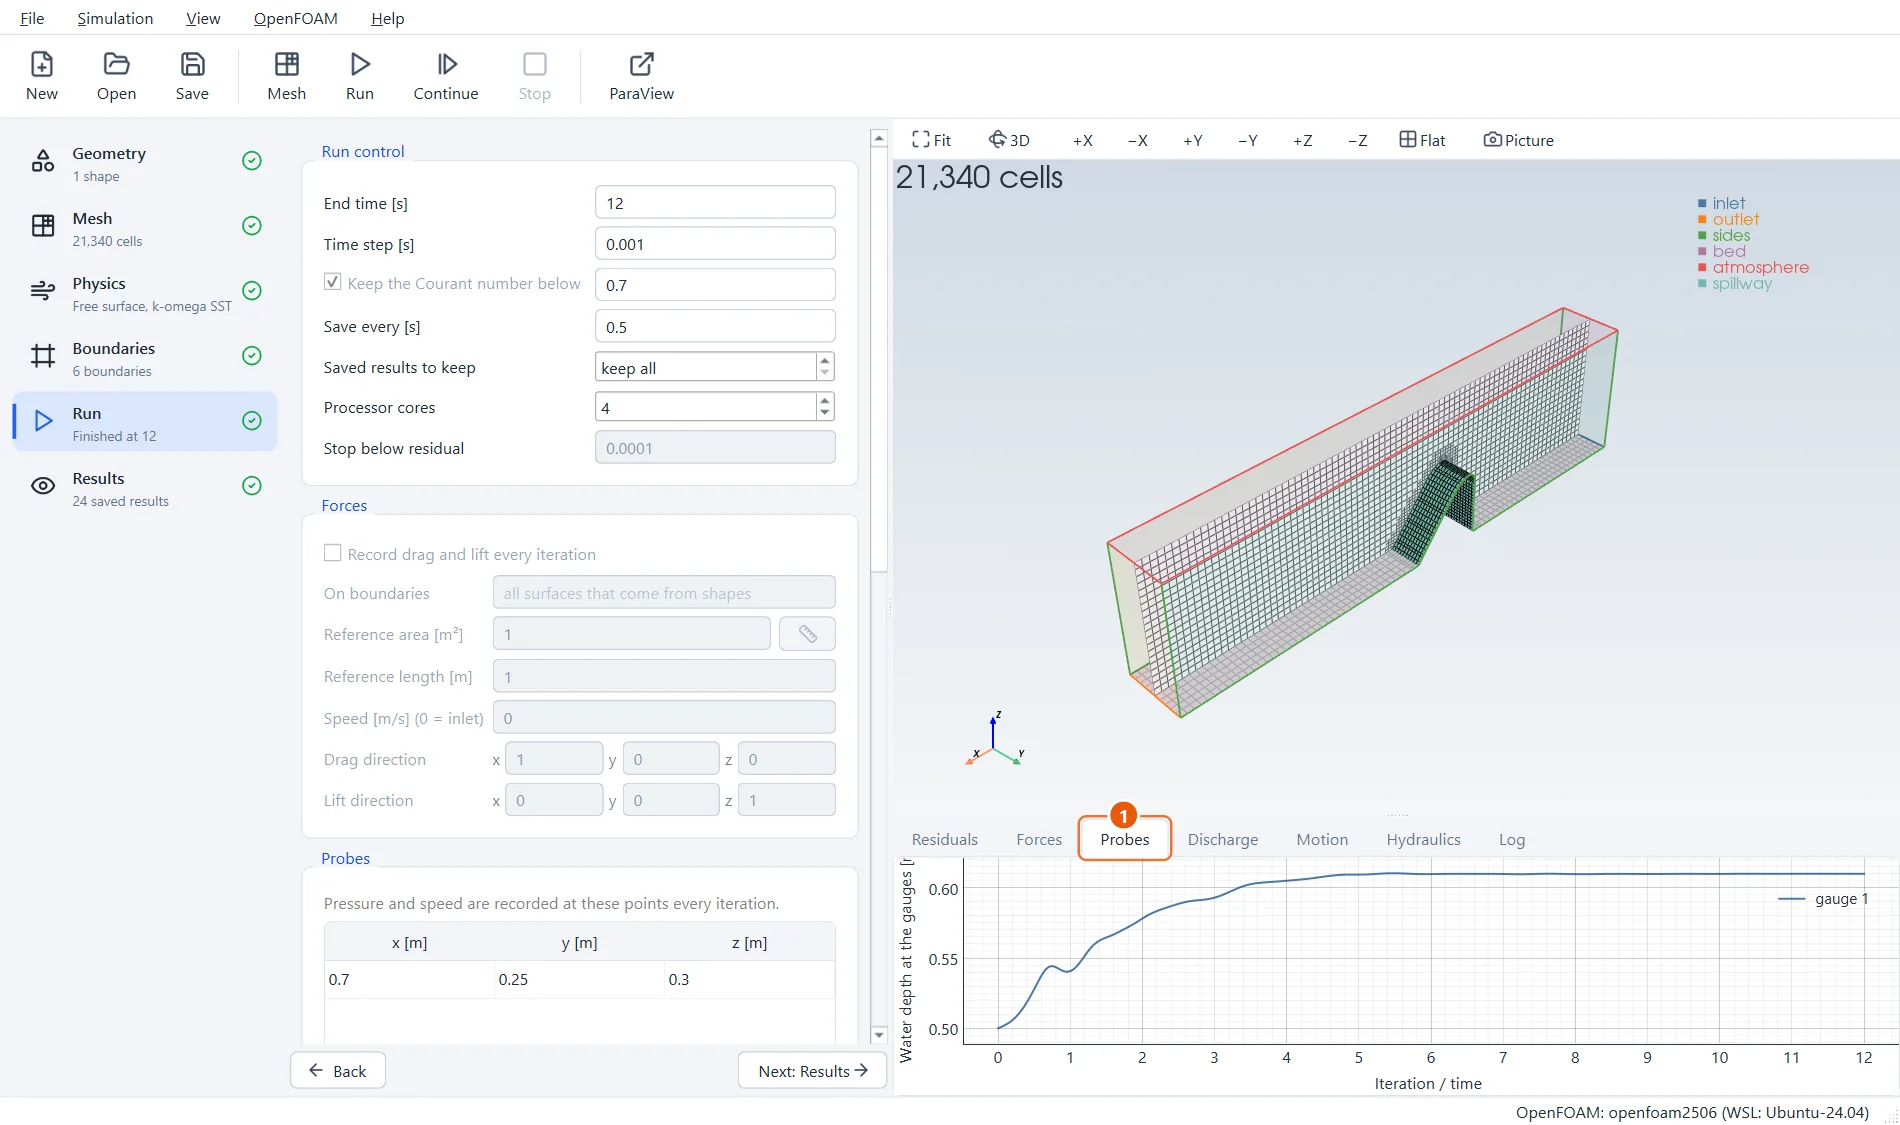 File Simulation View OpenFOAM Help
New Open Save Mesh Run Continue Stop ParaView
Geometry
1 shape
Mesh
21,340 cells
Physics
Free surface, k-omega SST
Boundaries
6 boundaries
Run
Finished at 12
Results
24 saved results
Run control
End time [s] 12
Time step [s] 0.001
Keep the Courant number below 0.7
Save every [s] 0.5
Saved results to keep keep all
Processor cores 4
Stop below residual 0.0001
Forces
Record drag and lift every iteration
On boundaries all surfaces that come from shapes
Reference area [m²] 1
Reference length [m] 1
Speed [m/s] (0 = inlet) 0
Drag direction x 1 y 0 z 0
Lift direction x 0 y 0 z 1
Probes
Pressure and speed are recorded at these points every iteration.
x [m] y [m] z [m]
0.7 0.25 0.3
Back
Next: Results
Fit 3D +X −X +Y −Y +Z −Z Flat Picture
21,340 cells
inlet
outlet
sides
bed
atmosphere
spillway
z
X
Y
1
Residuals Forces Probes Discharge Motion Hydraulics Log
Water depth at the gauges [
0.60
0.55
0.50
gauge 1
0 1 2 3 4 5 6 7 8 9 10 11 12
Iteration / time
OpenFOAM: openfoam2506 (WSL: Ubuntu-24.04)